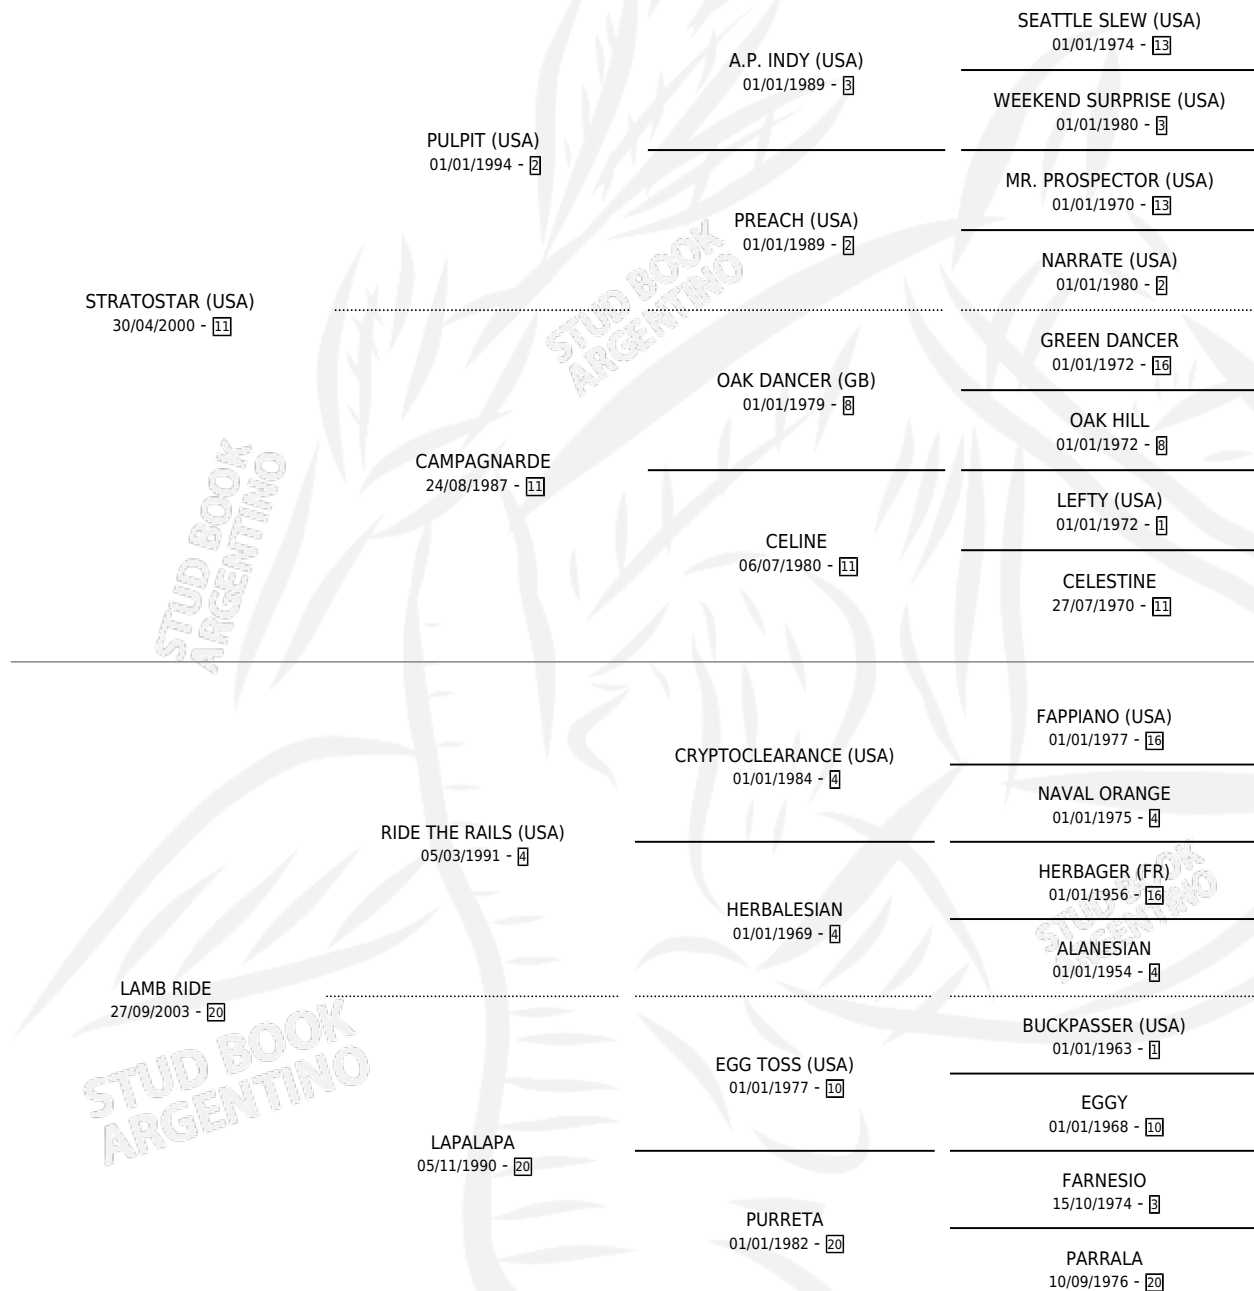 SEATTLE SLEW (USA)
01/01/1974 - 13
A.P. INDY (USA)
01/01/1989 - 3
WEEKEND SURPRISE (USA)
01/01/1980 - 3
PULPIT (USA)
01/01/1994 - 2
MR. PROSPECTOR (USA)
01/01/1970 - 13
PREACH (USA)
01/01/1989 - 2
NARRATE (USA)
01/01/1980 - 2
STRATOSTAR (USA)
30/04/2000 - 11
GREEN DANCER
01/01/1972 - 16
OAK DANCER (GB)
01/01/1979 - 8
OAK HILL
01/01/1972 - 8
CAMPAGNARDE
24/08/1987 - 11
LEFTY (USA)
01/01/1972 - 1
CELINE
06/07/1980 - 11
CELESTINE
27/07/1970 - 11
FAPPIANO (USA)
01/01/1977 - 16
CRYPTOCLEARANCE (USA)
01/01/1984 - 4
NAVAL ORANGE
01/01/1975 - 4
RIDE THE RAILS (USA)
05/03/1991 - 4
HERBAGER (FR)
01/01/1956 - 16
HERBALESIAN
01/01/1969 - 4
ALANESIAN
01/01/1954 - 4
LAMB RIDE
27/09/2003 - 20
BUCKPASSER (USA)
01/01/1963 - 1
EGG TOSS (USA)
01/01/1977 - 10
EGGY
01/01/1968 - 10
LAPALAPA
05/11/1990 - 20
FARNESIO
15/10/1974 - 3
PURRETA
01/01/1982 - 20
PARRALA
10/09/1976 - 20
STUD BOOK
ARGENTINO
STUD BOOK
ARGENTINO
STUD BOOK
ARGENTINO
STUD BOOK
ARGENTINO